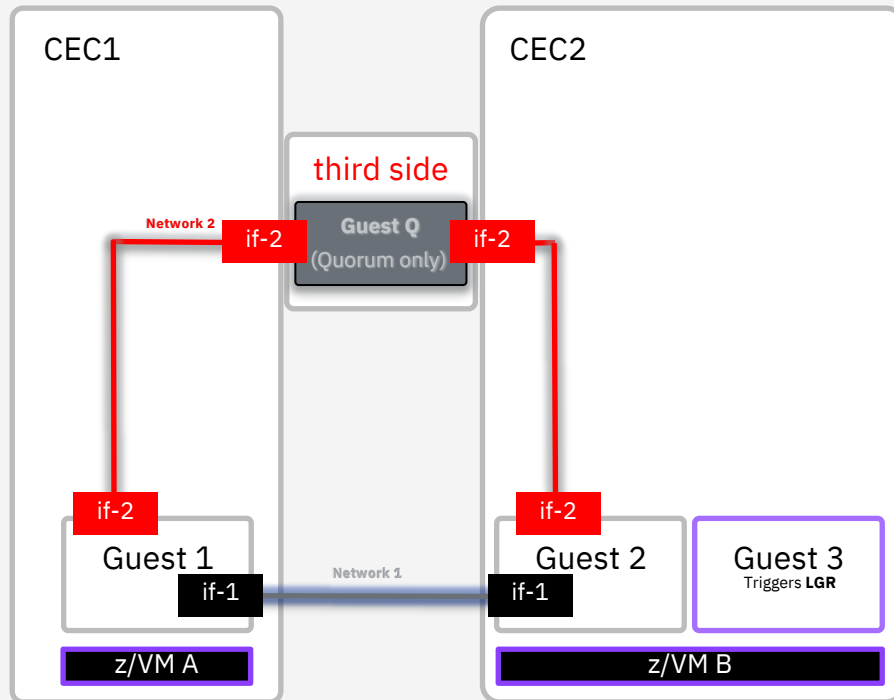 CEC1
CEC2
third side
Network 2
if-2
Guest Q
(Quorum only)
if-2
if-2
if-2
Guest 1
Guest 2
Guest 3
Triggers LGR
if-1
Network 1
if-1
z/VM A
z/VM B